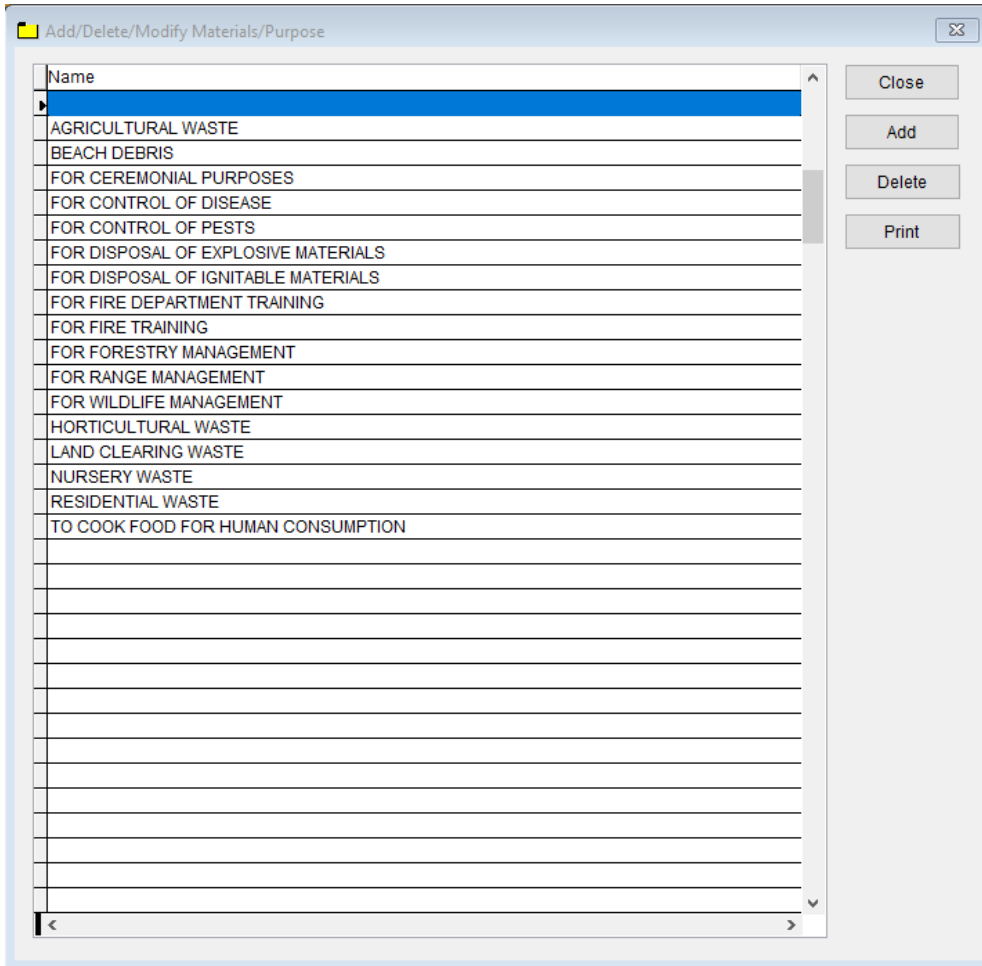 Add/Delete/Modify Materials/Purpose
Name
AGRICULTURAL WASTE
BEACH DEBRIS
FOR CEREMONIAL PURPOSES
FOR CONTROL OF DISEASE
FOR CONTROL OF PESTS
FOR DISPOSAL OF EXPLOSIVE MATERIALS
FOR DISPOSAL OF IGNITABLE MATERIALS
FOR FIRE DEPARTMENT TRAINING
FOR FIRE TRAINING
FOR FORESTRY MANAGEMENT
FOR RANGE MANAGEMENT
FOR WILDLIFE MANAGEMENT
HORTICULTURAL WASTE
LAND CLEARING WASTE
NURSERY WASTE
RESIDENTIAL WASTE
TO COOK FOOD FOR HUMAN CONSUMPTION
Close
Add
Delete
Print